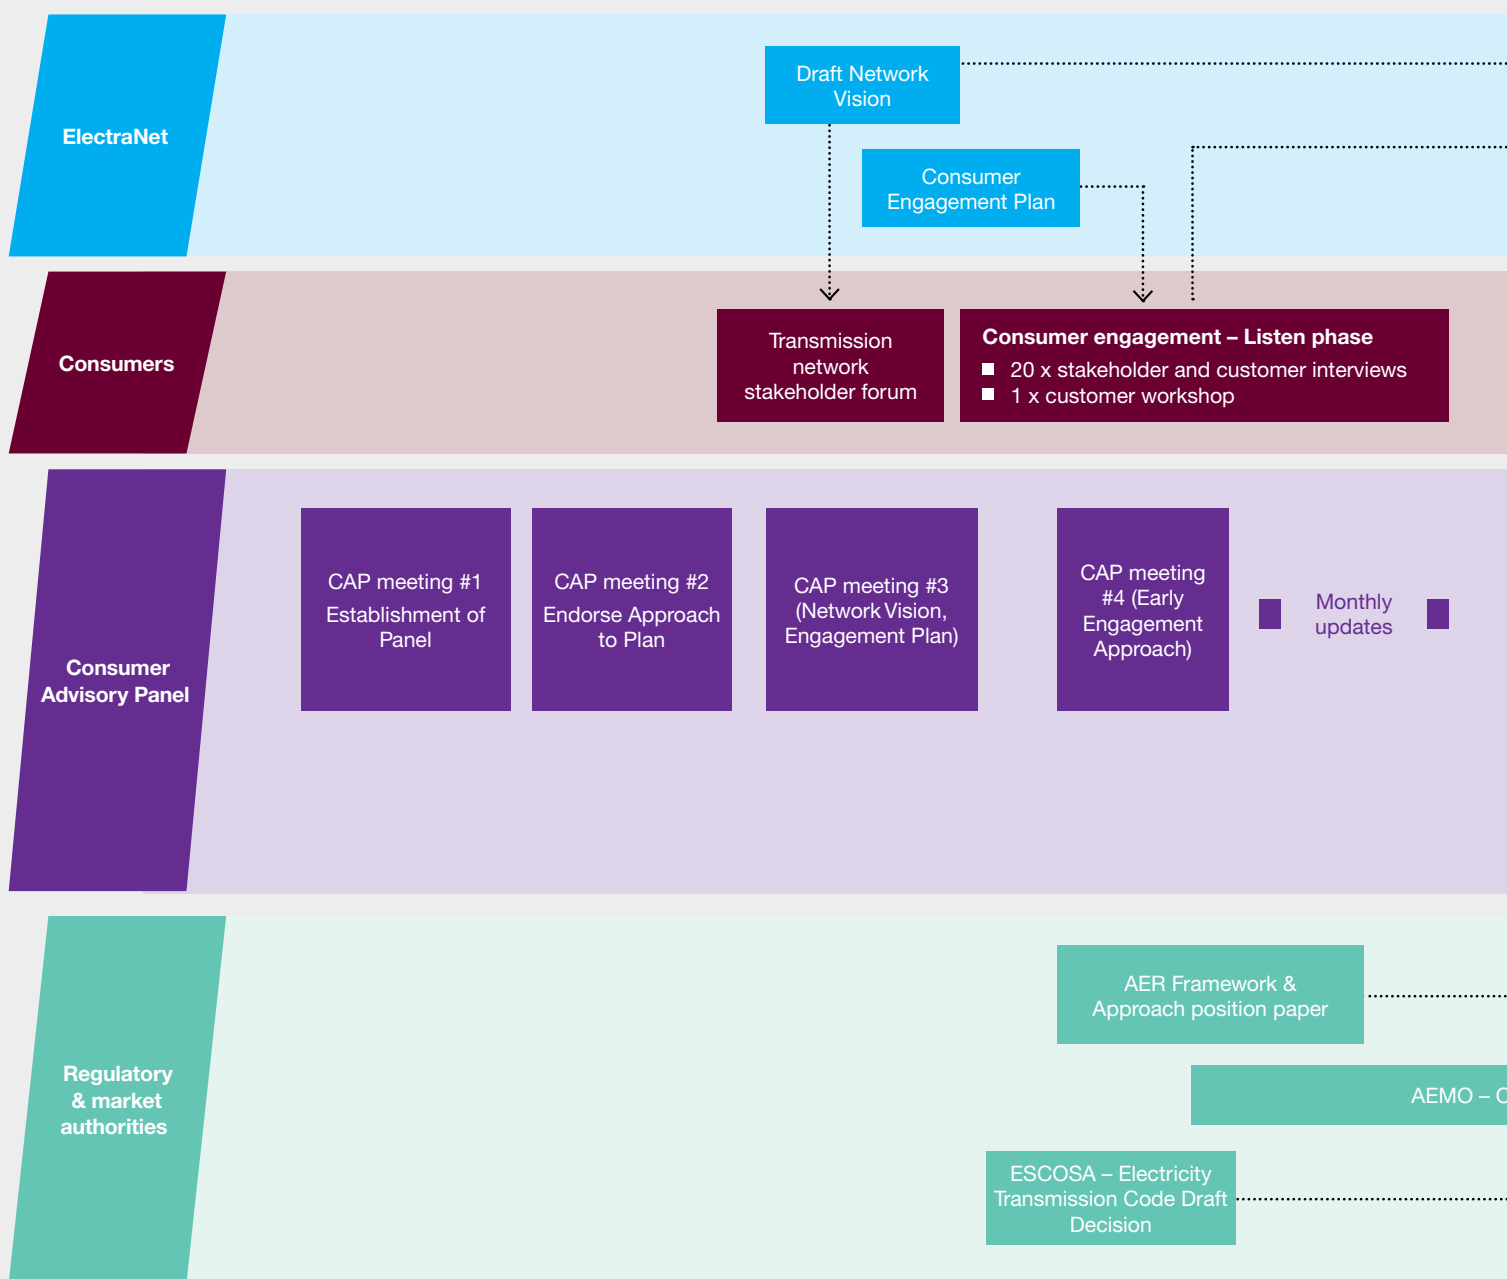 Draft Network
Vision
ElectraNet
Consumer
Engagement Plan
Consumers
Transmission
network
stakeholder forum
Consumer engagement – Listen phase
20 x stakeholder and customer interviews
1 x customer workshop
Consumer
Advisory Panel
CAP meeting #1
Establishment of
Panel
CAP meeting #2
Endorse Approach
to Plan
CAP meeting #3
(Network Vision,
Engagement Plan)
CAP meeting
#4 (Early
Engagement
Approach)
Monthly
updates
Regulatory
& market
authorities
AER Framework &
Approach position paper
AEMO –
ESCOSA – Electricity
Transmission Code Draft
Decision